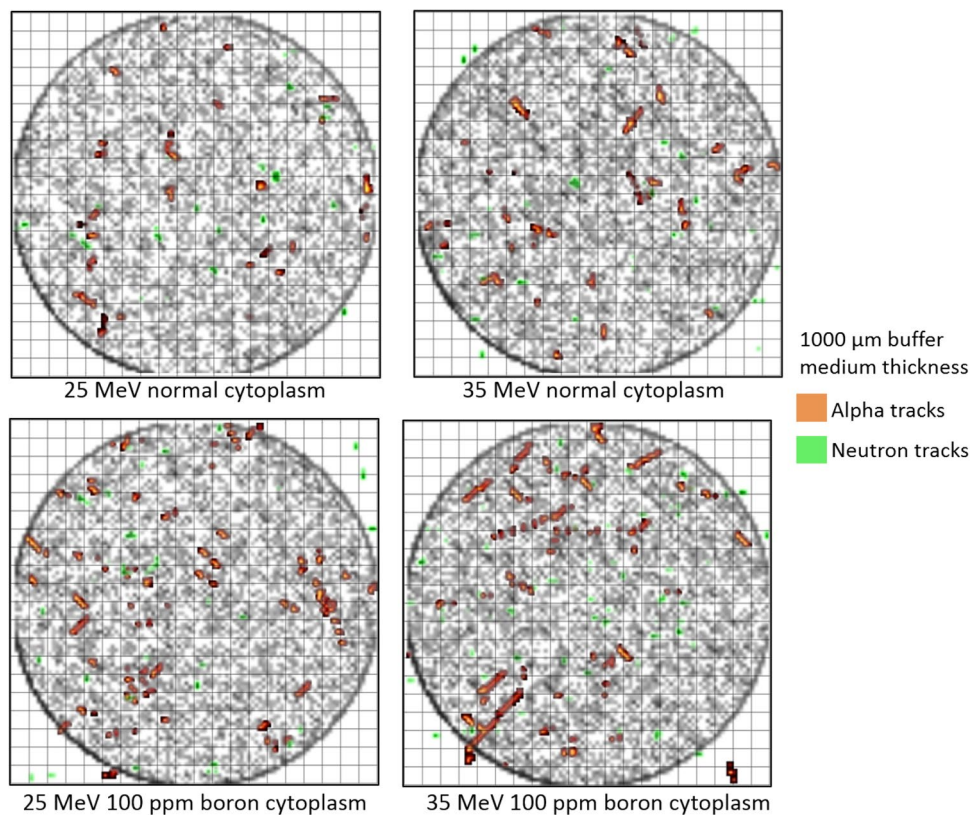 25 MeV normal cytoplasm
35 MeV normal cytoplasm
1000 µm buffer
medium thickness
Alpha tracks
Neutron tracks
25 MeV 100 ppm boron cytoplasm
35 MeV 100 ppm boron cytoplasm